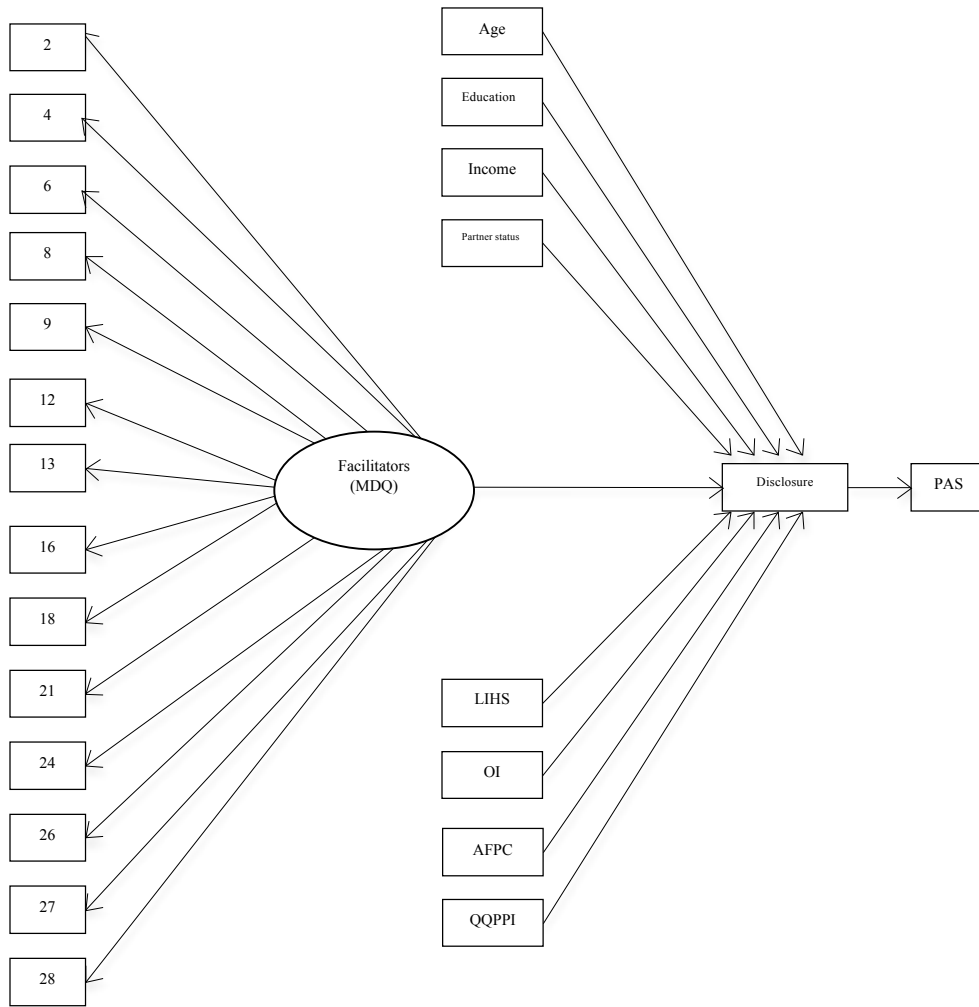 2
4
6
8
9
12
13
16
18
21
24
26
27
28
Facilitators
(MDQ)
Age
Education
Income
Partner status
Disclosure
PAS
LIHS
OI
AFPC
QQPPI